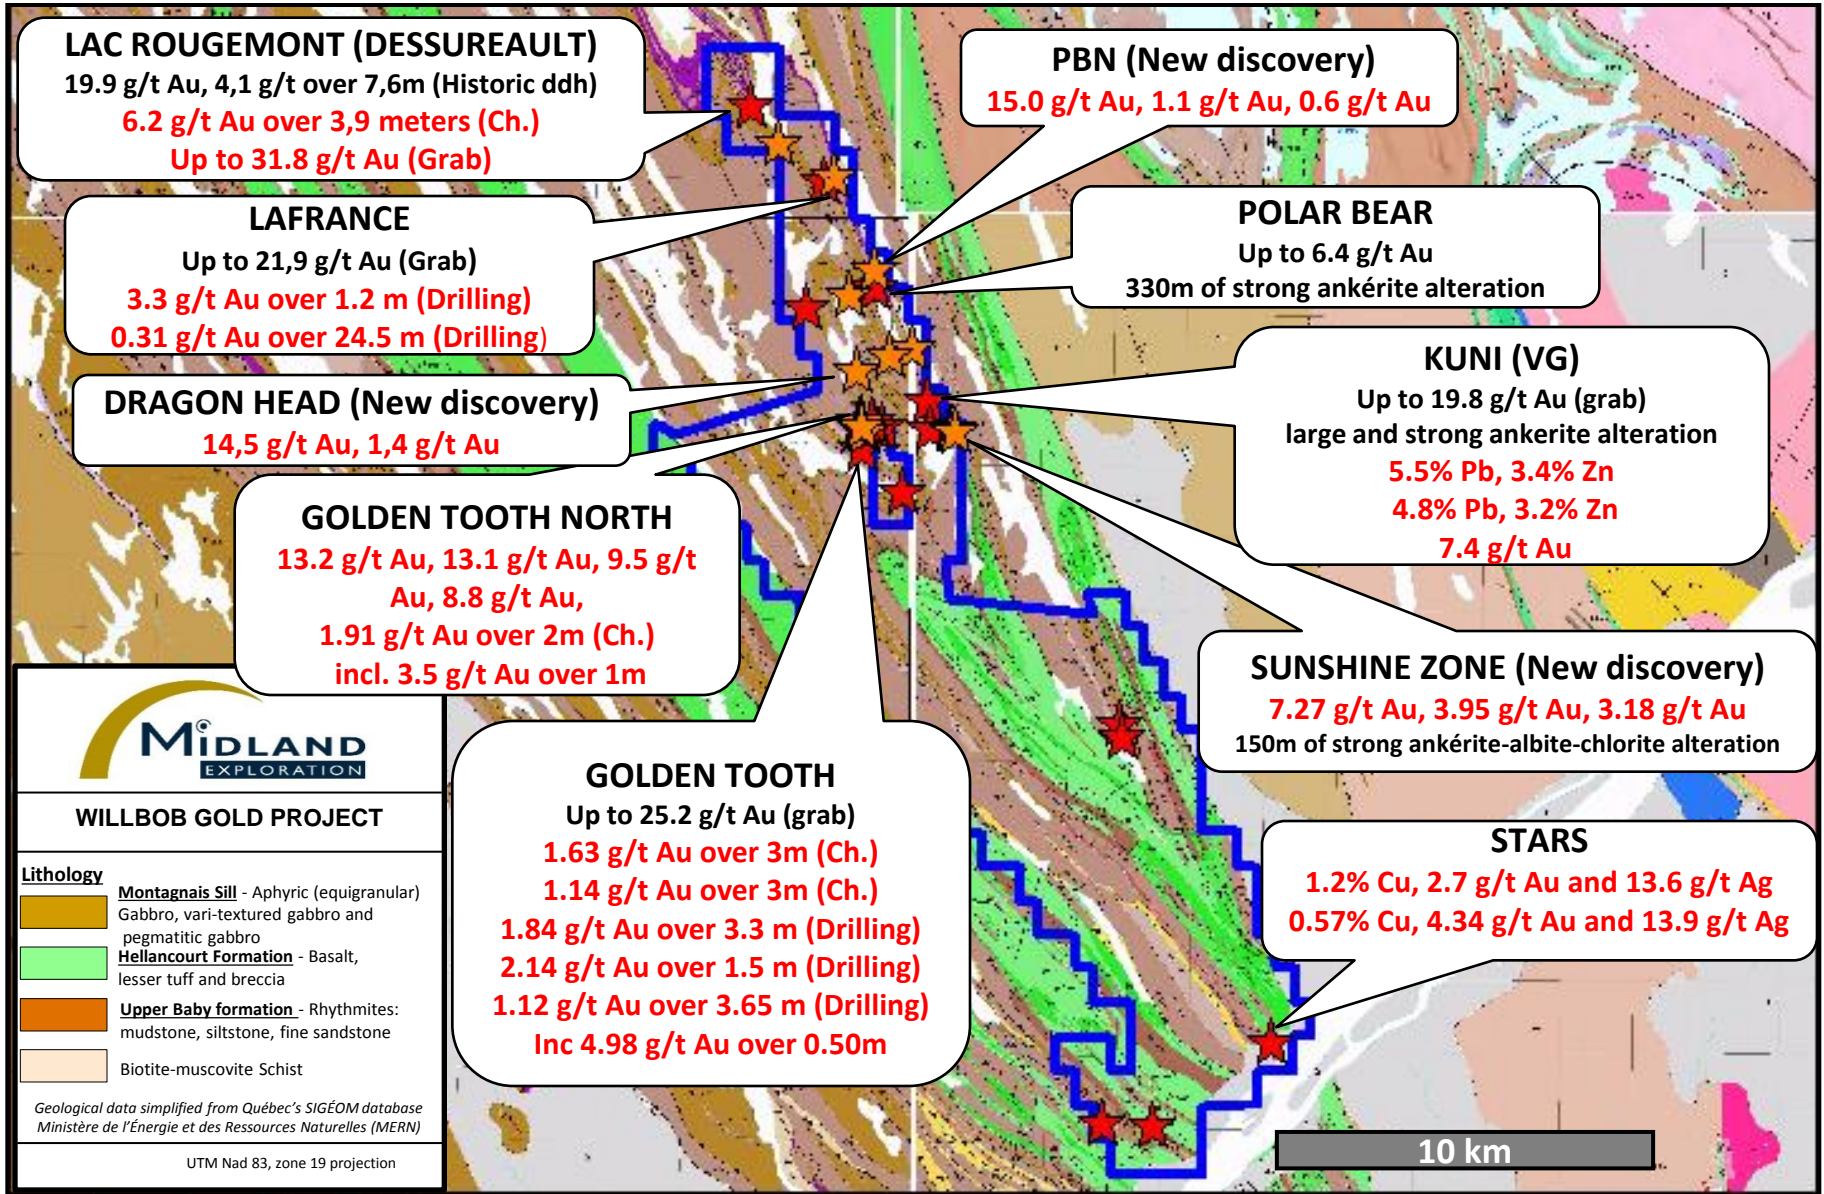 LAC ROUGEMONT (DESSUREAULT)
19.9 g/t Au, 4,1 g/t over 7,6m (Historic ddh)
6.2 g/t Au over 3,9 meters (Ch.)
Up to 31.8 g/t Au (Grab)
PBN (New discovery)
15.0 g/t Au, 1.1 g/t Au, 0.6 g/t Au
LAFRANCE
Up to 21,9 g/t Au (Grab)
3.3 g/t Au over 1.2 m (Drilling)
0.31 g/t Au over 24.5 m (Drilling)
POLAR BEAR
Up to 6.4 g/t Au
330m of strong ankérite alteration
DRAGON HEAD (New discovery)
14,5 g/t Au, 1,4 g/t Au
KUNI (VG)
Up to 19.8 g/t Au (grab)
large and strong ankerite alteration
5.5% Pb, 3.4% Zn
4.8% Pb, 3.2% Zn
7.4 g/t Au
GOLDEN TOOTH NORTH
13.2 g/t Au, 13.1 g/t Au, 9.5 g/t
Au, 8.8 g/t Au,
1.91 g/t Au over 2m (Ch.)
incl. 3.5 g/t Au over 1m
SUNSHINE ZONE (New discovery)
7.27 g/t Au, 3.95 g/t Au, 3.18 g/t Au
150m of strong ankérite-albite-chlorite alteration
GOLDEN TOOTH
Up to 25.2 g/t Au (grab)
1.63 g/t Au over 3m (Ch.)
1.14 g/t Au over 3m (Ch.)
1.84 g/t Au over 3.3 m (Drilling)
2.14 g/t Au over 1.5 m (Drilling)
1.12 g/t Au over 3.65 m (Drilling)
Inc 4.98 g/t Au over 0.50m
STARS
1.2% Cu, 2.7 g/t Au and 13.6 g/t Ag
0.57% Cu, 4.34 g/t Au and 13.9 g/t Ag
MIDLAND
EXPLORATION
WILLBOB GOLD PROJECT
Lithology
Montagnais Sill - Aphyric (equigranular)
Gabbro, vari-textured gabbro and
pegmatitic gabbro
Hellancourt Formation - Basalt,
lesser tuff and breccia
Upper Baby formation - Rhythmites:
mudstone, siltstone, fine sandstone
Biotite-muscovite Schist
Geological data simplified from Québec's SIGÉOM database
Ministère de l'Énergie et des Ressources Naturelles (MERN)
UTM Nad 83, zone 19 projection
10 km